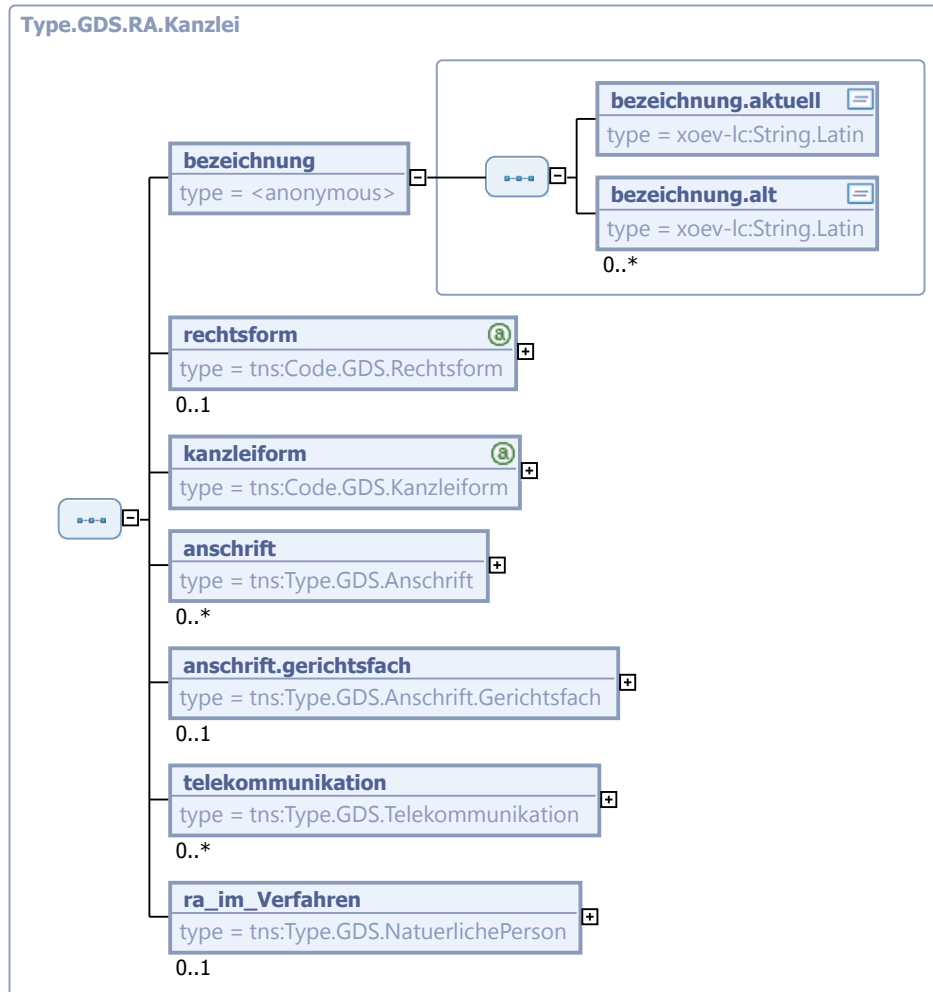 Type.GDS.RA.Kanzlei
bezeichnung
type = <anonymous>
bezeichnung.aktuell
type = xoev-lc:String.Latin
bezeichnung.alt
type = xoev-lc:String.Latin
0..*
rechtsform
type = tns:Code.GDS.Rechtsform
0..1
kanzleiform
type = tns:Code.GDS.Kanzleiform
anschrift
type = tns:Type.GDS.Anschrift
0..*
anschrift.gerichtsfach
type = tns:Type.GDS.Anschrift.Gerichtsfach
0..1
telekommunikation
type = tns:Type.GDS.Telekommunikation
0..*
ra_im_Verfahren
type = tns:Type.GDS.NatuerlichePerson
0..1